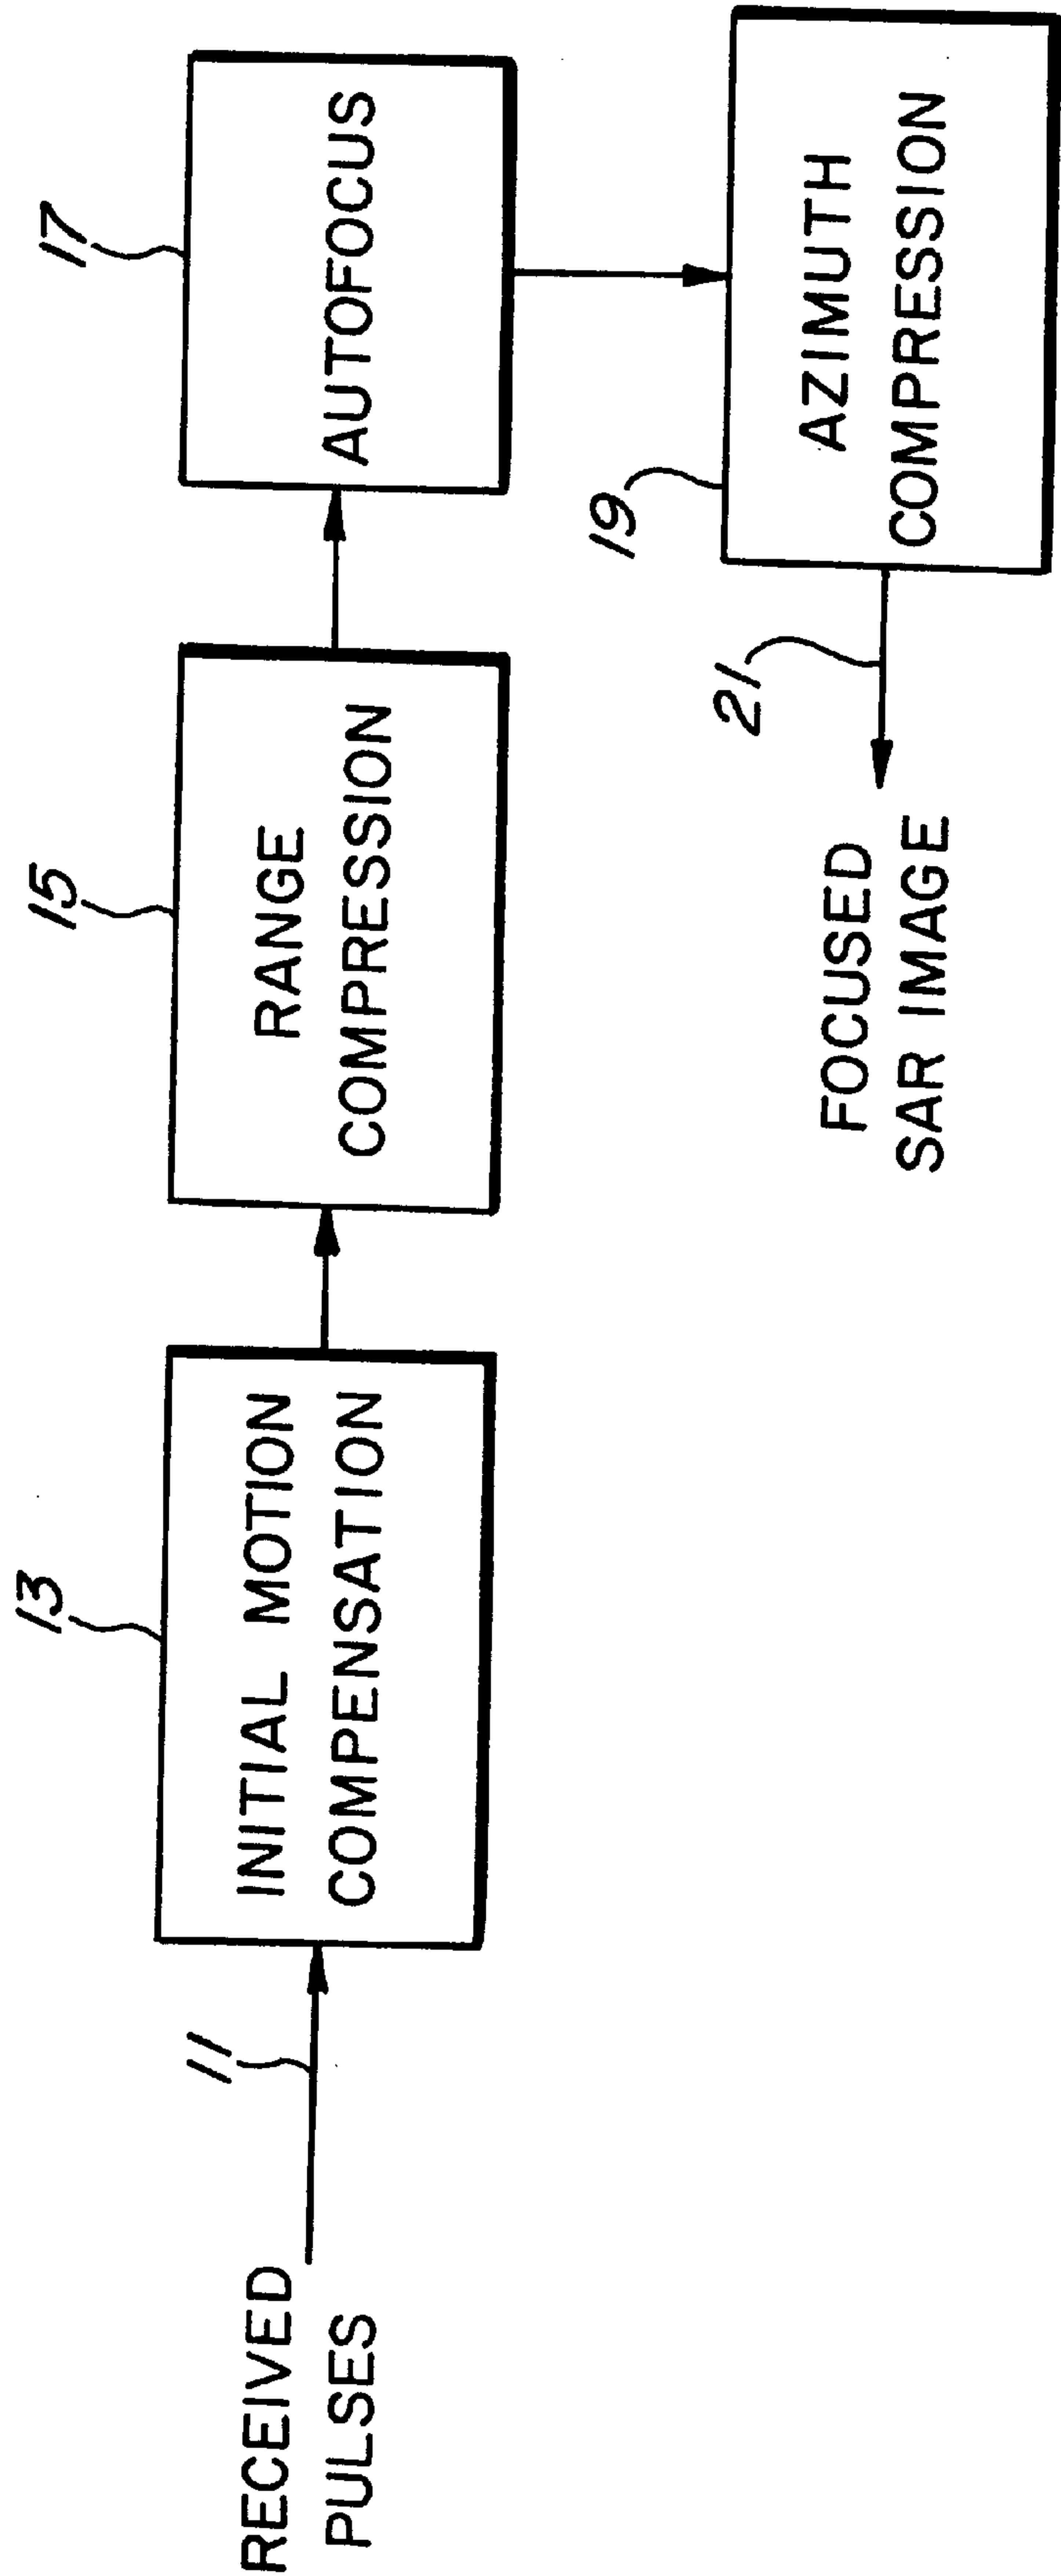 RECEIVED
PULSES
11
13
INITIAL MOTION
COMPENSATION
15
RANGE
COMPRESSION
17
AUTOFOCUS
19
AZIMUTH
COMPRESSION
21
FOCUSED
SAR IMAGE